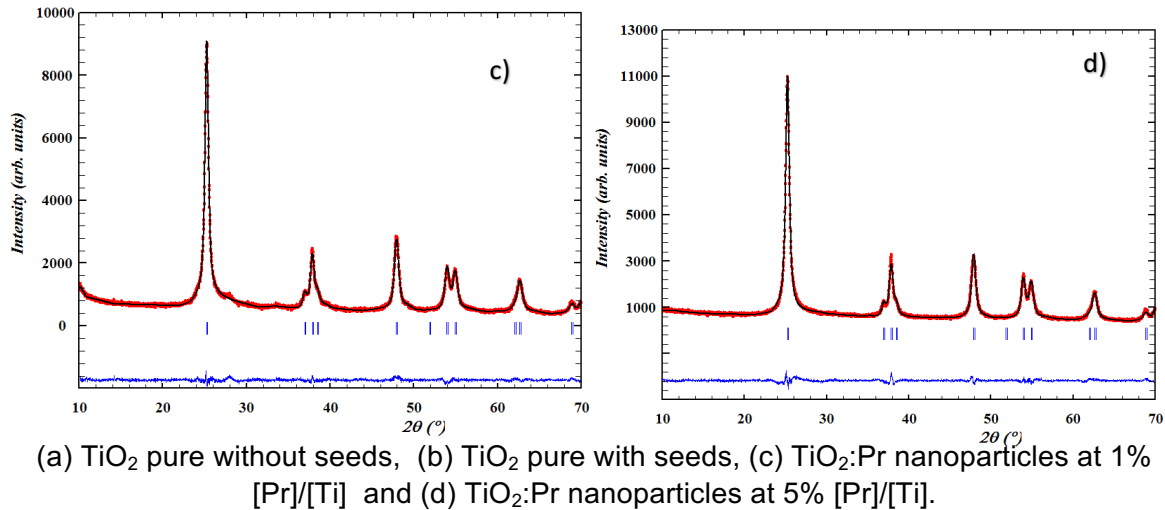 10000
8000
6000
4000
2000
0
Intensity (arb. units)
c)
10 20 30 40 50 60 70
2θ (°)
13000
11000
9000
7000
5000
3000
1000
Intensity (arb. units)
d)
10 20 30 40 50 60 70
2θ (°)
(a) TiO₂ pure without seeds, (b) TiO₂ pure with seeds, (c) TiO₂:Pr nanoparticles at 1%
[Pr]/[Ti] and (d) TiO₂:Pr nanoparticles at 5% [Pr]/[Ti].